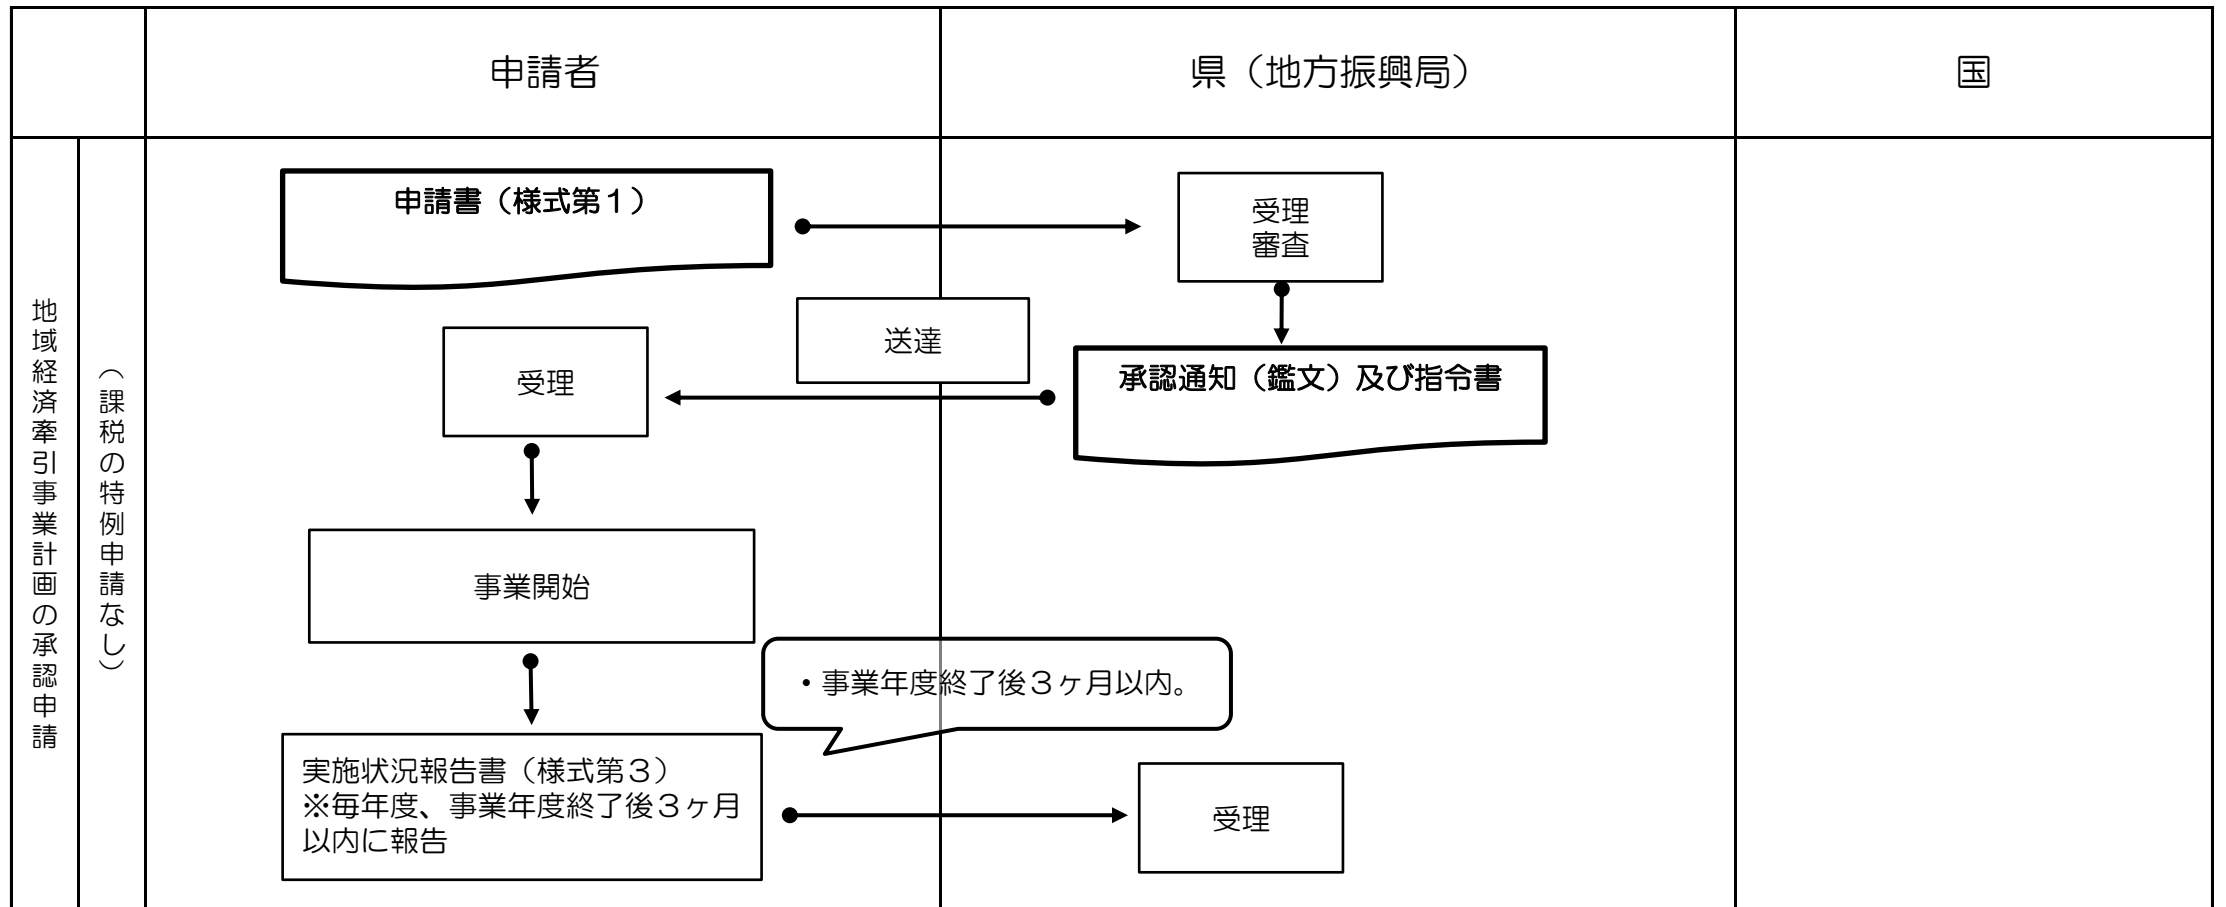 申請者
県（地方振興局）
国
地域経済牽引事業計画の承認申請
（課税の特例申請なし）
申請書（様式第１）
受理
審査
送達
承認通知（鑑文）及び指令書
受理
事業開始
・事業年度終了後３ヶ月以内。
実施状況報告書（様式第３）
※毎年度、事業年度終了後３ヶ月
以内に報告
受理